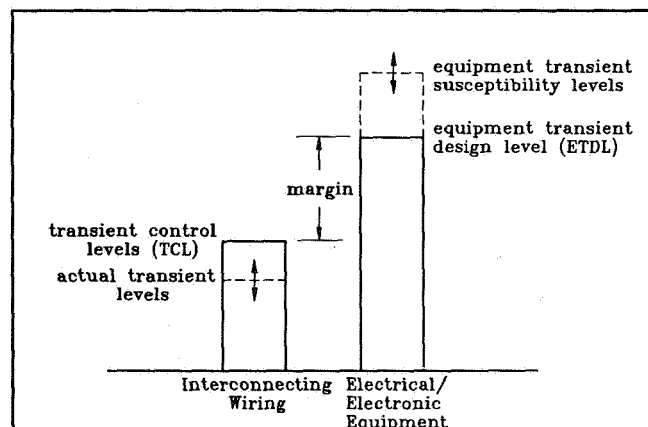 equipment transient
susceptibility levels
equipment transient
design level (ETDL)
margin
transient control
levels (TCL)
actual transient
levels
Interconnecting
Wiring
Electrical/
Electronic
Equipment